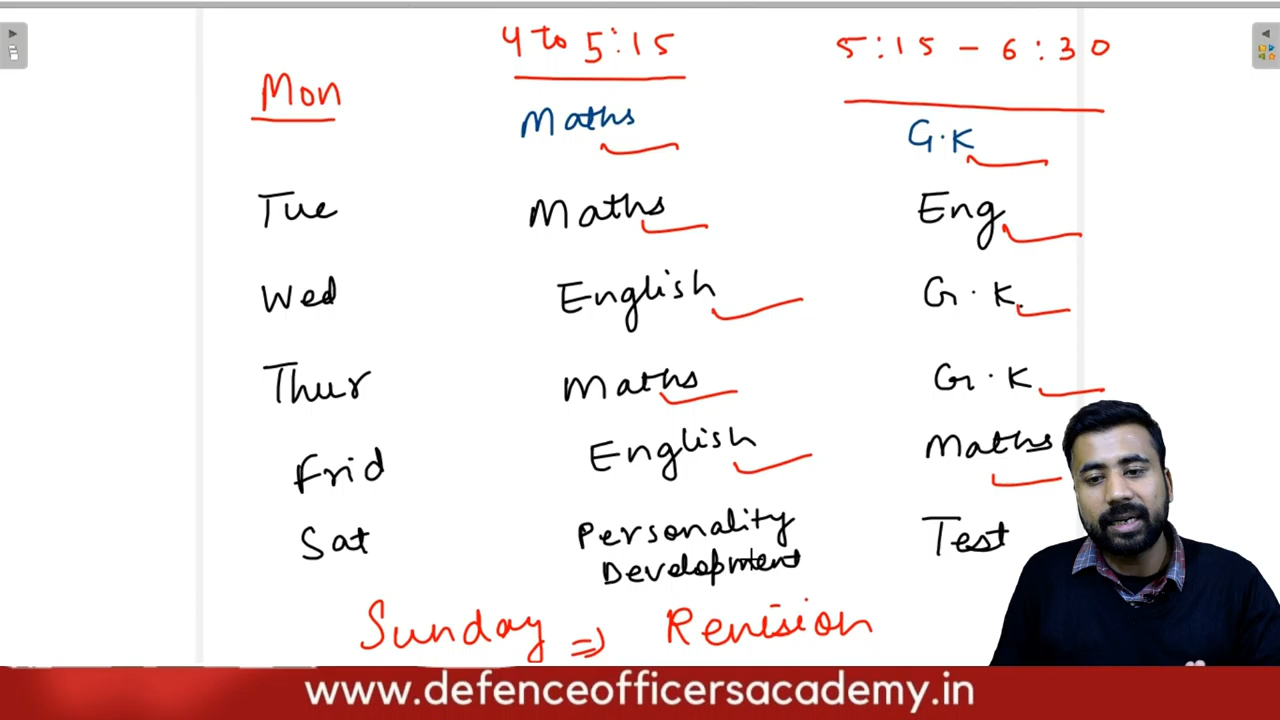 4 to 5:15 5:15 - 6:30
Mon Maths G.K
Tue Maths Eng
Wed English G.K.
Thur Maths G.K
Frid English Maths
Sat Personality Development Test
Sunday ⇒ Revision
www.defenceofficersacademy.in